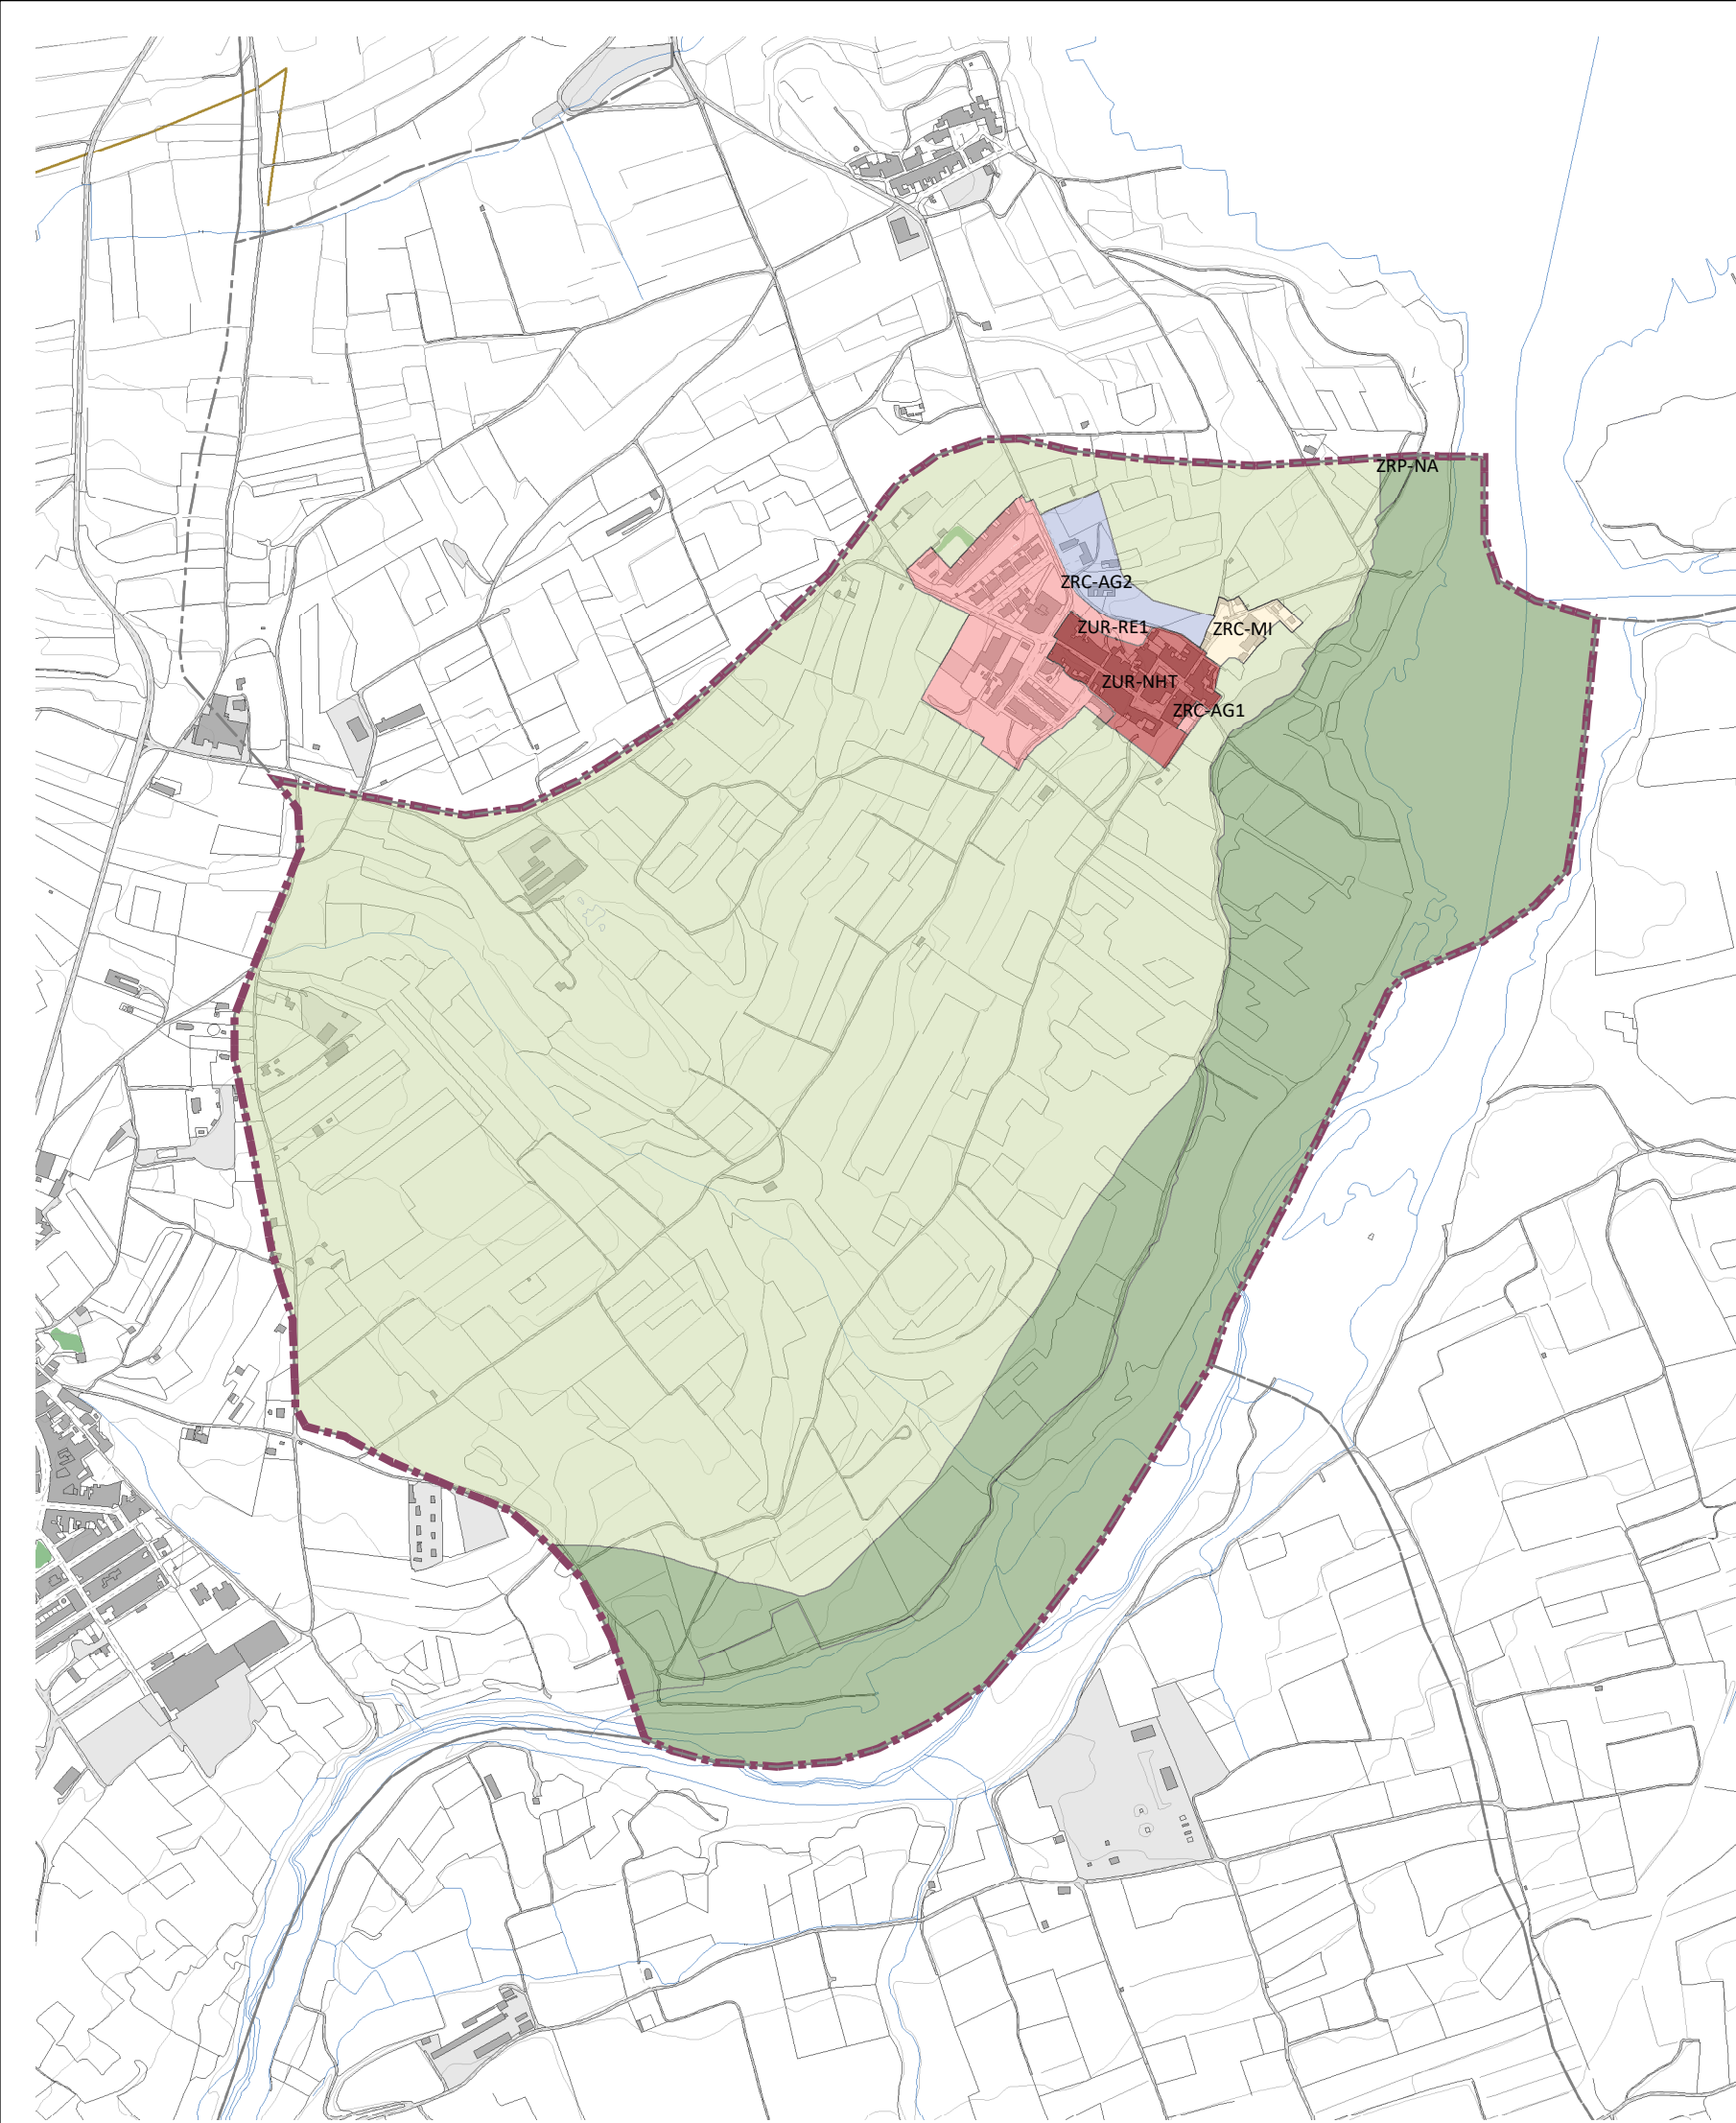 ZRP-NA
ZRC-AG2
ZUR-RE1
ZRC-MI
ZUR-NHT
ZRC-AG1